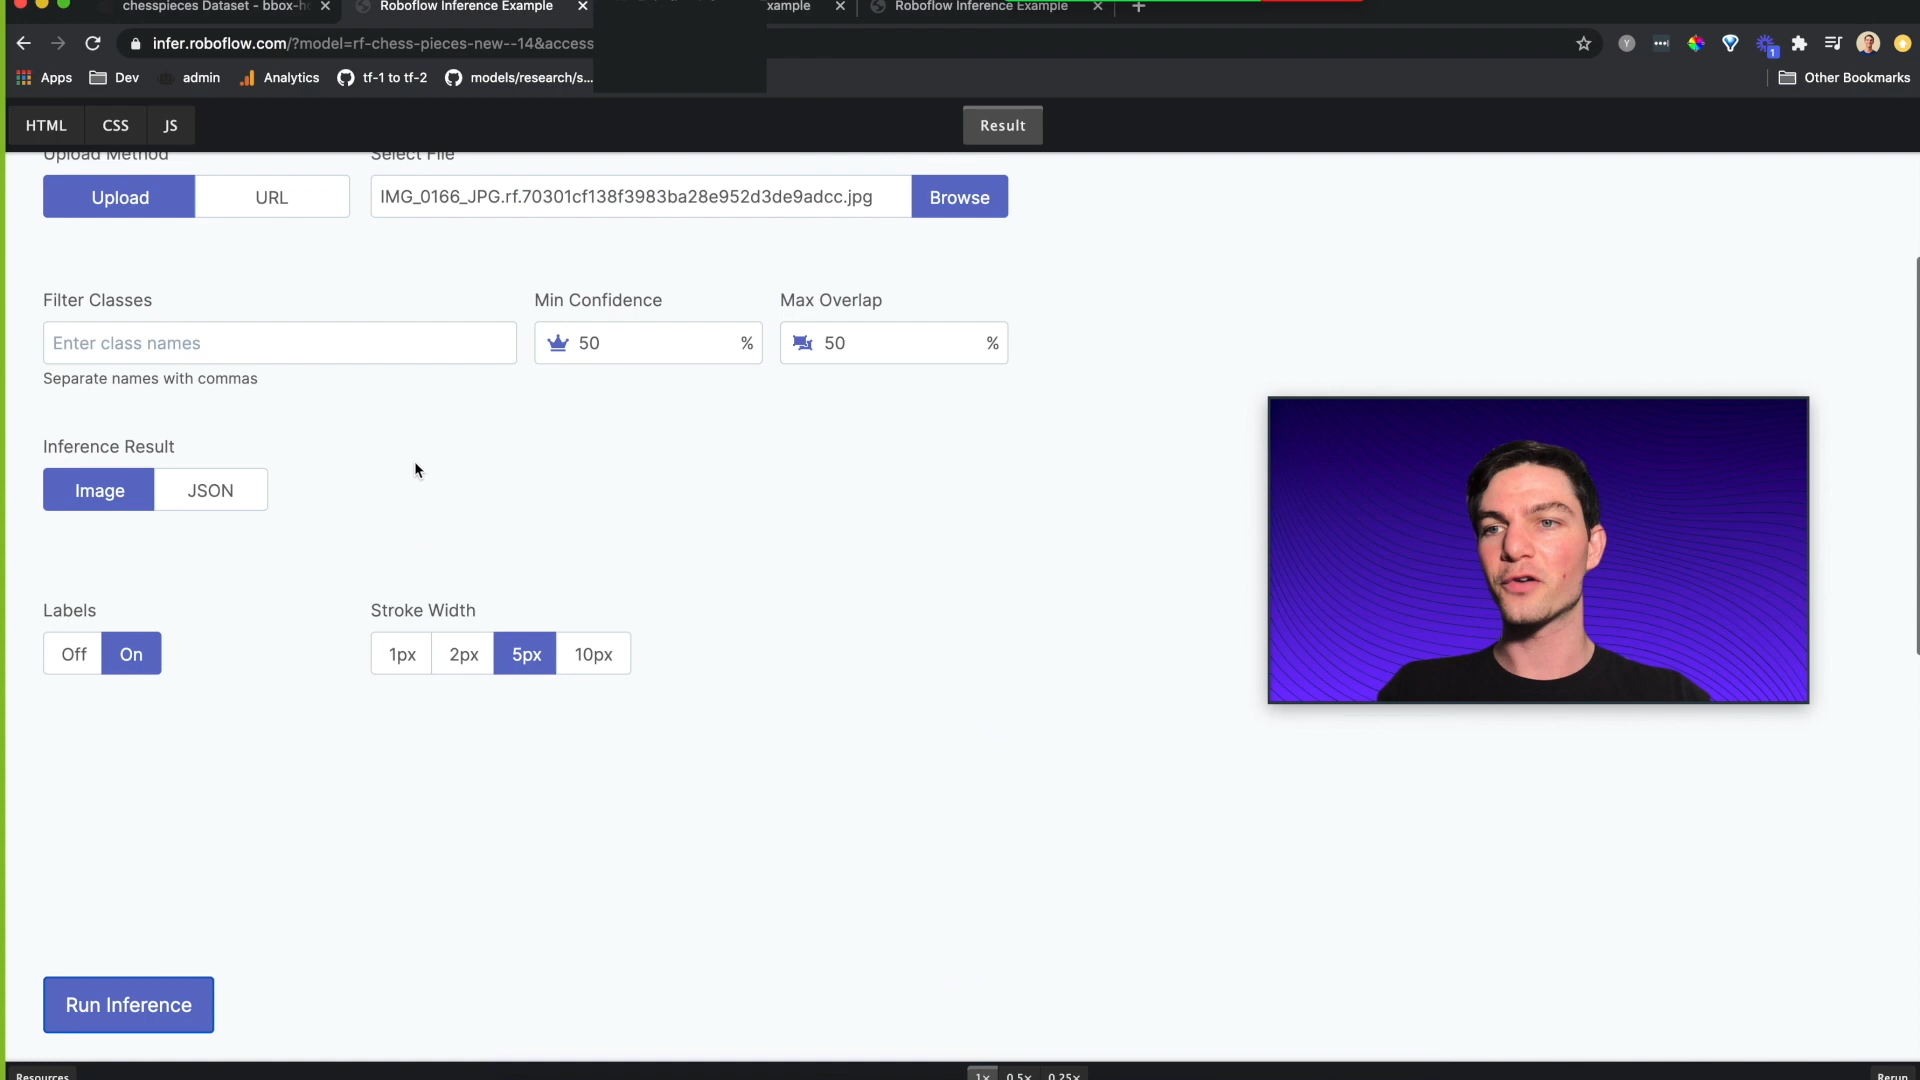 chesspieces Dataset - bbox-h
Roboflow Inference Example
xample
Roboflow Inference Example
infer.roboflow.com/?model=rf-chess-pieces-new--14&access
Apps
Dev
admin
Analytics
tf-1 to tf-2
models/research/s...
Other Bookmarks
HTML
CSS
JS
Result
Upload Method
Select File
Upload
URL
IMG_0166_JPG.rf.70301cf138f3983ba28e952d3de9adcc.jpg
Browse
Filter Classes
Min Confidence
Max Overlap
Enter class names
50 %
50 %
Separate names with commas
Inference Result
Image
JSON
Labels
Stroke Width
Off
On
1px
2px
5px
10px
Run Inference
Resources
1x
0.5x
0.25x
Rerun